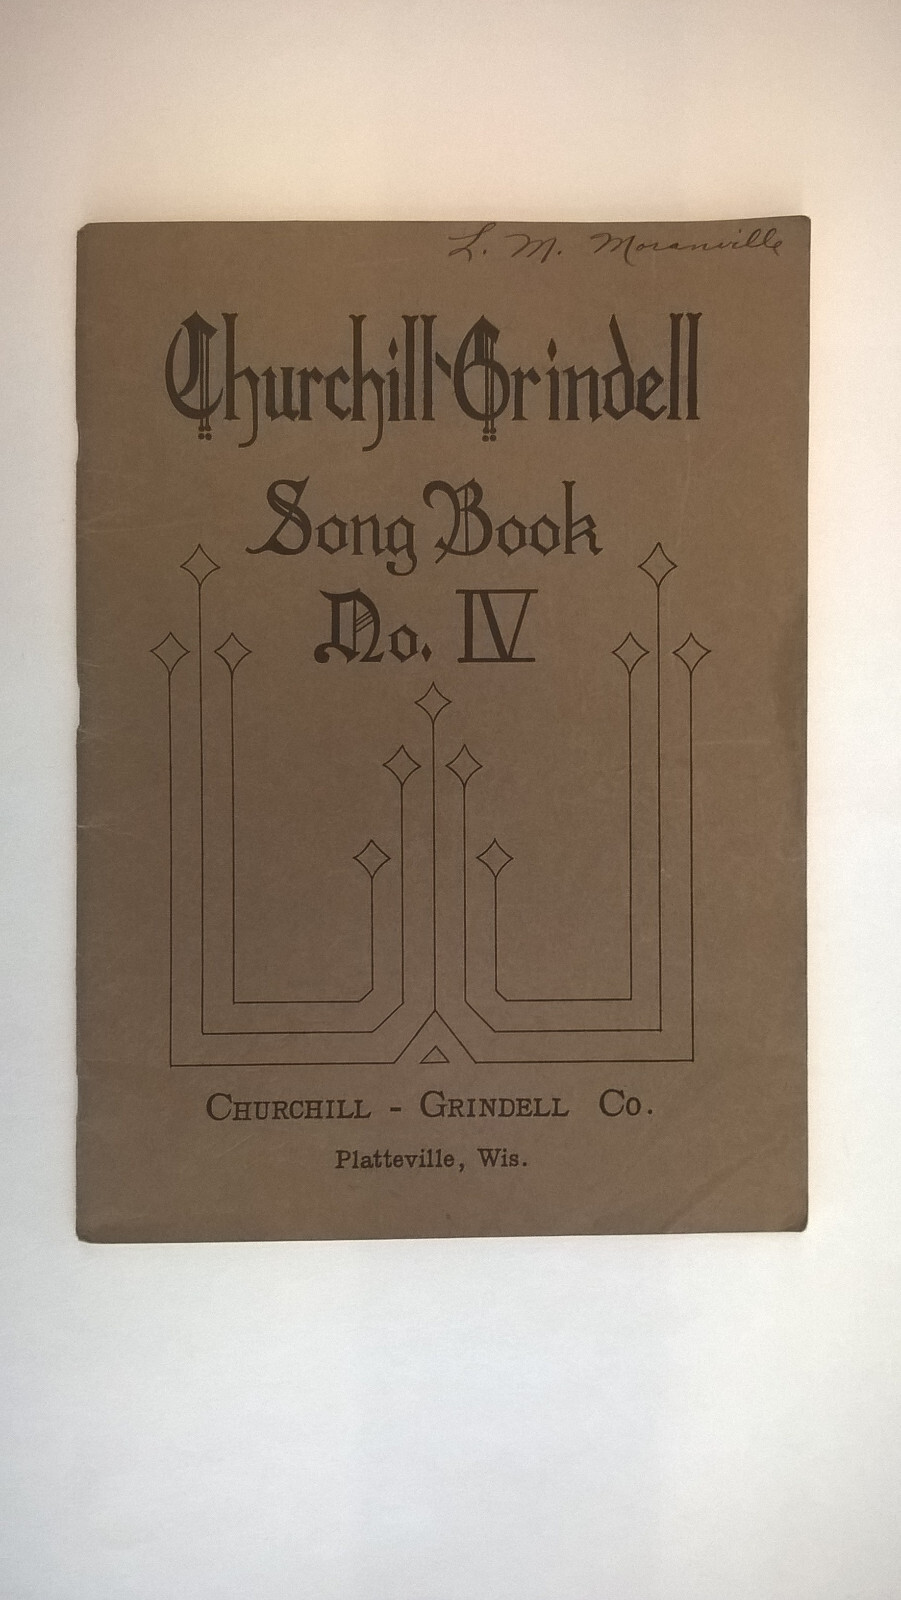 L. M. Moranville
Churchill-Grindell
Song Book
No. IV
Churchill - Grindell Co.
Platteville, Wis.